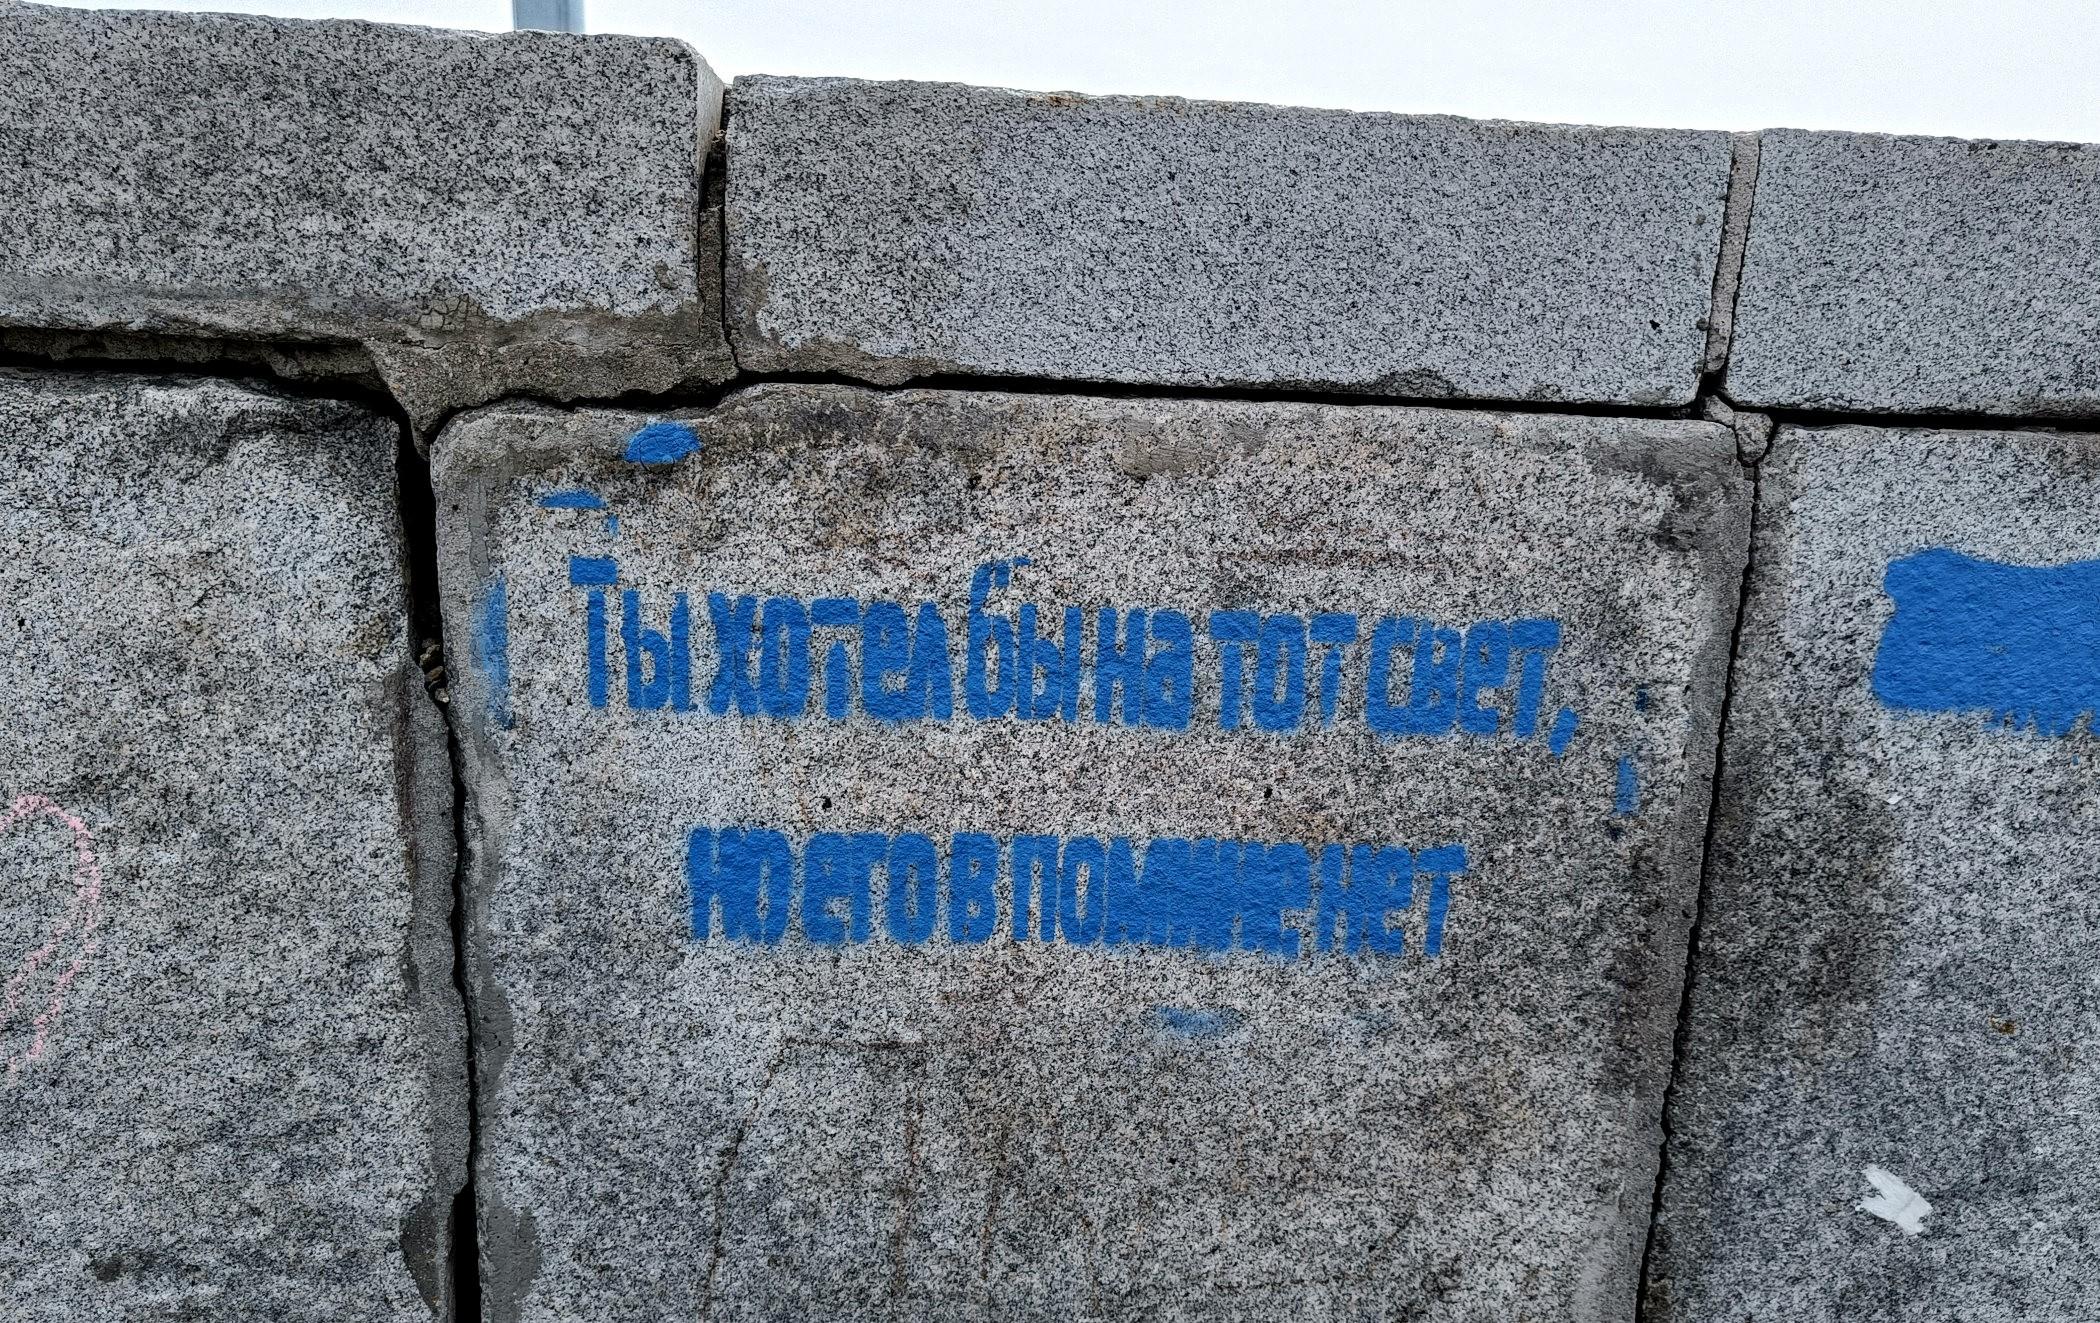 Ты хотел бы на тот свет,
но его в помине нет